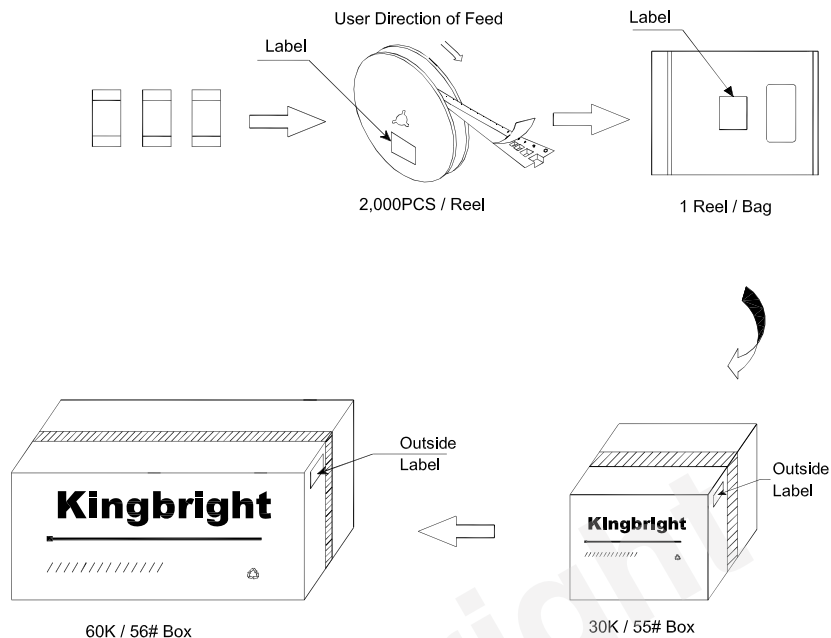 User Direction of Feed
Label
Label
2,000PCS / Reel
1 Reel / Bag
Outside
Label
Kingbright
60K / 56# Box
Outside
Label
Kingbright
30K / 55# Box